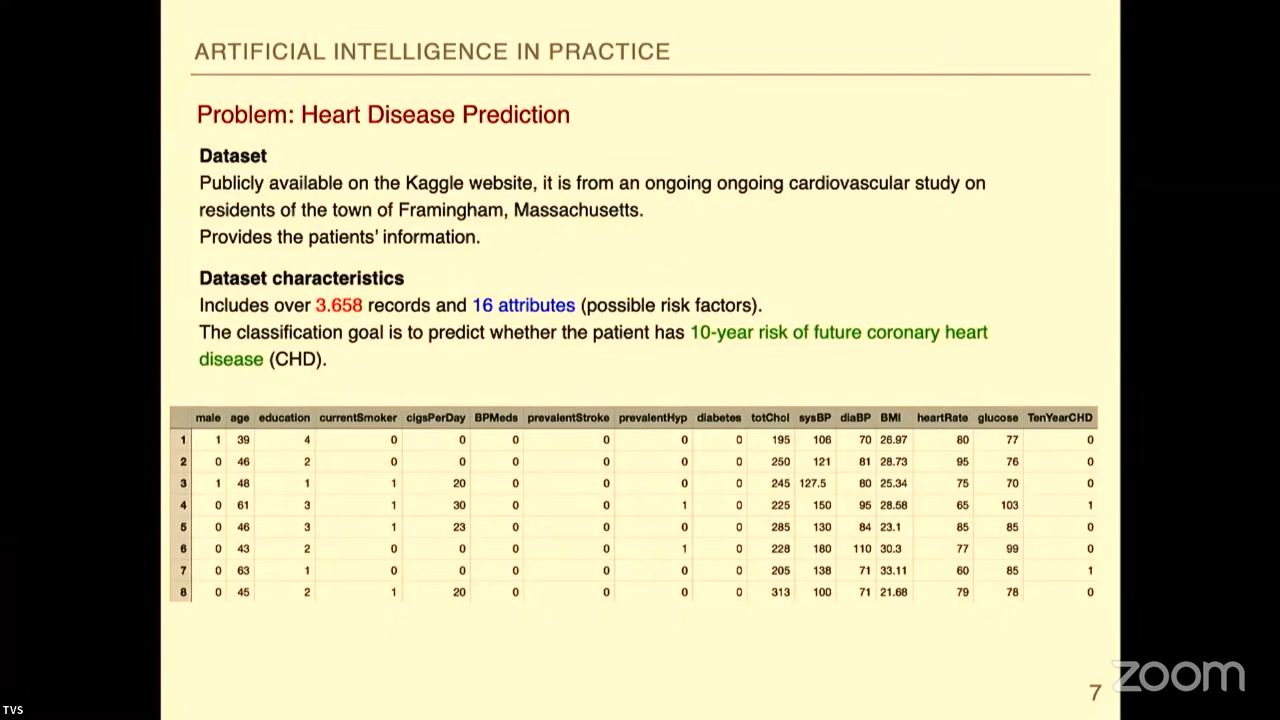 ARTIFICIAL INTELLIGENCE IN PRACTICE
Problem: Heart Disease Prediction
Dataset
Publicly available on the Kaggle website, it is from an ongoing ongoing cardiovascular study on
residents of the town of Framingham, Massachusetts.
Provides the patients' information.
Dataset characteristics
Includes over 3.658 records and 16 attributes (possible risk factors).
The classification goal is to predict whether the patient has 10-year risk of future coronary heart
disease (CHD).
male age education currentSmoker cigsPerDay BPMeds prevalentStroke prevalentHyp diabetes totChol sysBP diaBP BMI heartRate glucose TenYearCHD
1 1 39 4 0 0 0 0 0 0 195 106 70 26.97 80 77 0
2 0 46 2 0 0 0 0 0 0 250 121 81 28.73 95 76 0
3 1 48 1 1 20 0 0 0 0 245 127.5 80 25.34 75 70 0
4 0 61 3 1 30 0 0 1 0 225 150 95 28.58 65 103 1
5 0 46 3 1 23 0 0 0 0 285 130 84 23.1 85 85 0
6 0 43 2 0 0 0 0 1 0 228 180 110 30.3 77 99 0
7 0 63 1 0 0 0 0 0 0 205 138 71 33.11 60 85 1
8 0 45 2 1 20 0 0 0 0 313 100 71 21.68 79 78 0
7
zoom
TVS